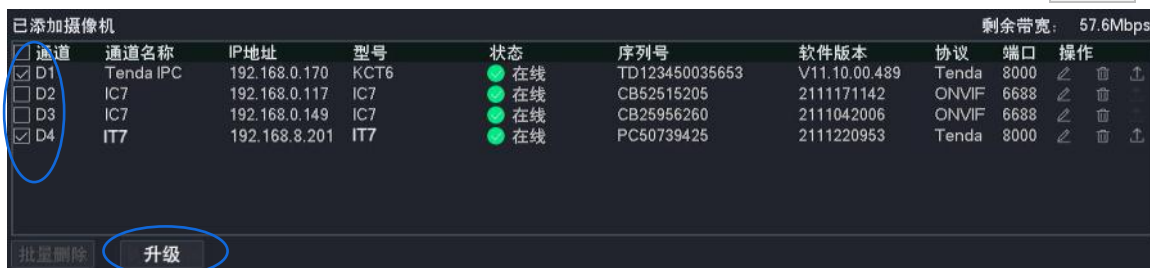 已添加摄像机 剩余带宽: 57.6Mbps
通道 通道名称 IP地址 型号 状态 序列号 软件版本 协议 端口 操作
D1 Tenda IPC 192.168.0.170 KCT6 在线 TD123450035653 V11.10.00.489 Tenda 8000
D2 IC7 192.168.0.117 IC7 在线 CB52515205 2111171142 ONVIF 6688
D3 IC7 192.168.0.149 IC7 在线 CB25956260 2111042006 ONVIF 6688
D4 IT7 192.168.8.201 IT7 在线 PC50739425 2111220953 Tenda 8000
批量删除 升级